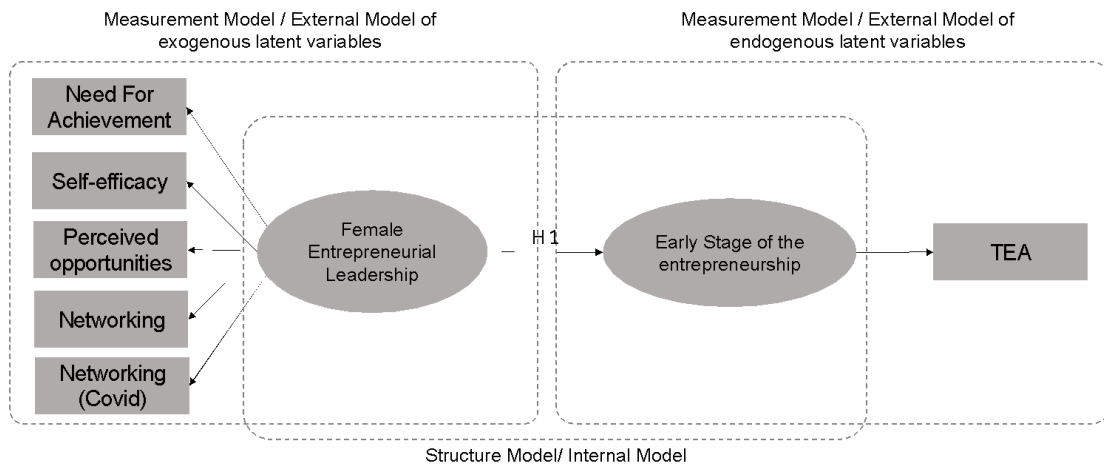 Measurement Model / External Model of
exogenous latent variables
Measurement Model / External Model of
endogenous latent variables
Need For
Achievement
Self-efficacy
Perceived
opportunities
Networking
Networking
(Covid)
Female
Entrepreneurial
Leadership
H1
Early Stage of the
entrepreneurship
TEA
Structure Model/ Internal Model